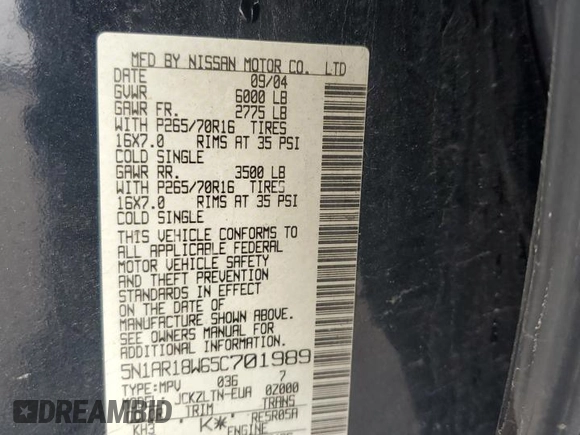 MFD BY NISSAN MOTOR CO. LTD
DATE 09/04
GVWR 6000 LB
GAWR FR. 2775 LB
WITH P265/70R16 TIRES
16X7.0 RIMS AT 35 PSI
COLD SINGLE
GAWR RR. 3500 LB
WITH P265/70R16 TIRES
16X7.0 RIMS AT 35 PSI
COLD SINGLE
THIS VEHICLE CONFORMS TO
ALL APPLICABLE FEDERAL
MOTOR VEHICLE SAFETY
AND THEFT PREVENTION
STANDARDS IN EFFECT
ON THE DATE OF
MANUFACTURE SHOWN ABOVE.
SEE OWNERS MANUAL FOR
ADDITIONAL INFORMATION
5N1AR18W65C701989
TYPE:MPV 036 7
JCKZLTN-EUA 02000
TRIM TRANS
KH3 K* RE5R05A
ENGINE
DREAMBID.com